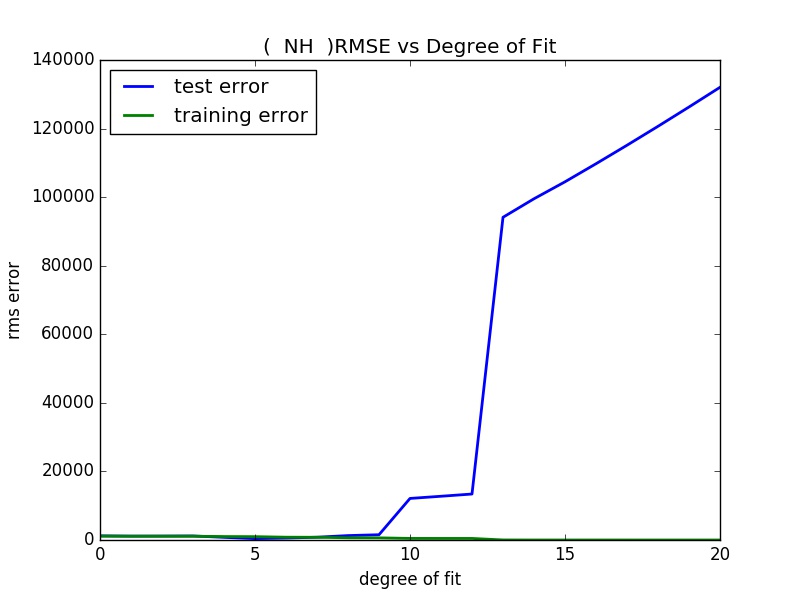 (  NH  )RMSE vs Degree of Fit
140000
120000
100000
80000
60000
40000
20000
0
test error
training error
rms error
0 5 10 15 20
degree of fit